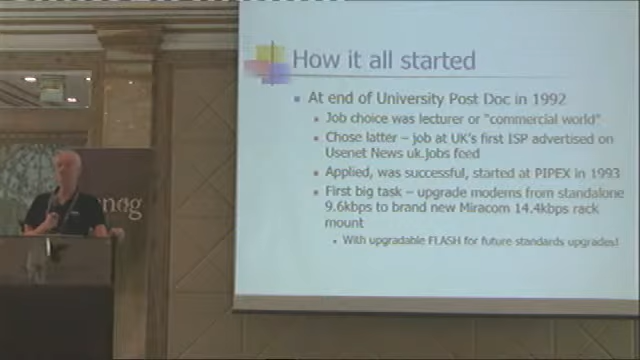 How it all started
At end of University Post Doc in 1992
Job choice was lecturer or "commercial world"
Chose latter – job at UK's first ISP advertised on
Usenet News uk.jobs feed
Applied, was successful, started at PIPEX in 1993
First big task – upgrade modems from standalone
9.6kbps to brand new Miracom 14.4kbps rack
mount
With upgradable FLASH for future standards upgrades!
nog